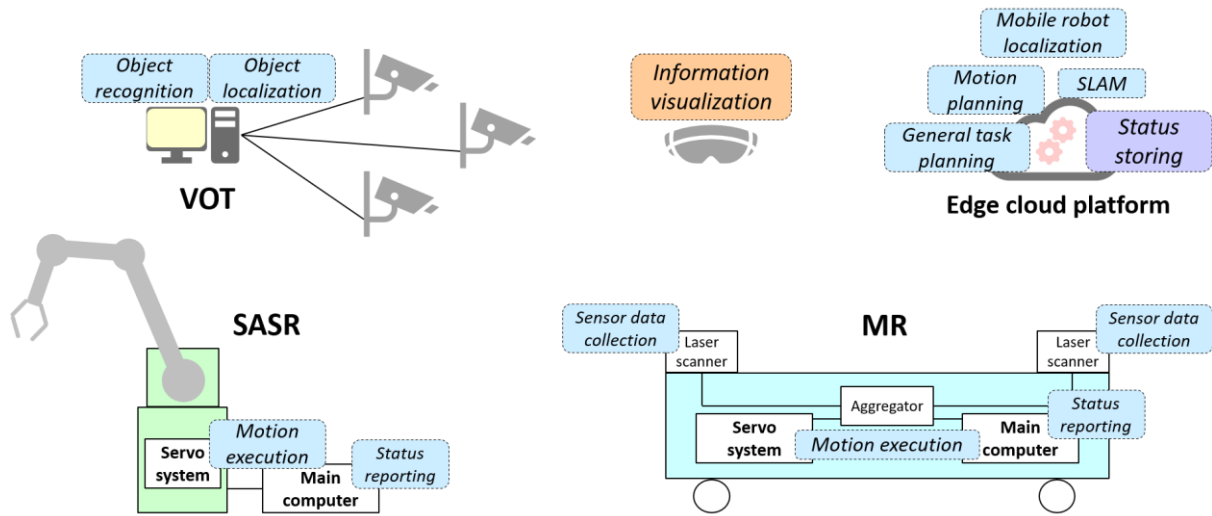 Object
recognition
Object
localization
VOT
Information
visualization
Mobile robot
localization
Motion
planning
SLAM
General task
planning
Status
storing
Edge cloud platform
SASR
Servo
system
Motion
execution
Status
reporting
Main
computer
MR
Sensor data
collection
Laser
scanner
Sensor data
collection
Laser
scanner
Aggregator
Status
reporting
Servo
system
Motion execution
Main
computer